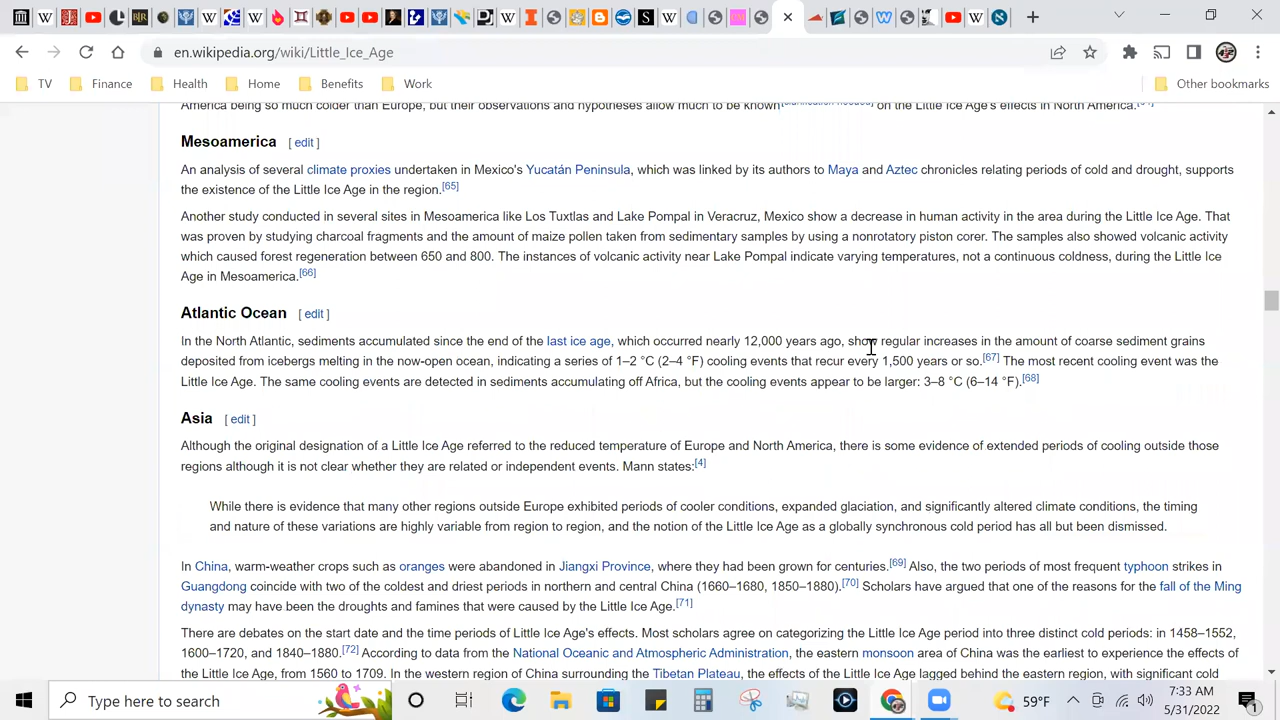 en.wikipedia.org/wiki/Little_Ice_Age
TV Finance Health Home Benefits Work Other bookmarks
America being so much colder than Europe, but their observations and hypotheses allow much to be known[clarification needed] on the Little Ice Age's effects in North America.
Mesoamerica [ edit ]
An analysis of several climate proxies undertaken in Mexico's Yucatán Peninsula, which was linked by its authors to Maya and Aztec chronicles relating periods of cold and drought, supports
the existence of the Little Ice Age in the region.[65]
Another study conducted in several sites in Mesoamerica like Los Tuxtlas and Lake Pompal in Veracruz, Mexico show a decrease in human activity in the area during the Little Ice Age. That
was proven by studying charcoal fragments and the amount of maize pollen taken from sedimentary samples by using a nonrotatory piston corer. The samples also showed volcanic activity
which caused forest regeneration between 650 and 800. The instances of volcanic activity near Lake Pompal indicate varying temperatures, not a continuous coldness, during the Little Ice
Age in Mesoamerica.[66]
Atlantic Ocean [ edit ]
In the North Atlantic, sediments accumulated since the end of the last ice age, which occurred nearly 12,000 years ago, show regular increases in the amount of coarse sediment grains
deposited from icebergs melting in the now-open ocean, indicating a series of 1–2 °C (2–4 °F) cooling events that recur every 1,500 years or so.[67] The most recent cooling event was the
Little Ice Age. The same cooling events are detected in sediments accumulating off Africa, but the cooling events appear to be larger: 3–8 °C (6–14 °F).[68]
Asia [ edit ]
Although the original designation of a Little Ice Age referred to the reduced temperature of Europe and North America, there is some evidence of extended periods of cooling outside those
regions although it is not clear whether they are related or independent events. Mann states:[4]
While there is evidence that many other regions outside Europe exhibited periods of cooler conditions, expanded glaciation, and significantly altered climate conditions, the timing
and nature of these variations are highly variable from region to region, and the notion of the Little Ice Age as a globally synchronous cold period has all but been dismissed.
In China, warm-weather crops such as oranges were abandoned in Jiangxi Province, where they had been grown for centuries.[69] Also, the two periods of most frequent typhoon strikes in
Guangdong coincide with two of the coldest and driest periods in northern and central China (1660–1680, 1850–1880).[70] Scholars have argued that one of the reasons for the fall of the Ming
dynasty may have been the droughts and famines that were caused by the Little Ice Age.[71]
There are debates on the start date and the time periods of Little Ice Age's effects. Most scholars agree on categorizing the Little Ice Age period into three distinct cold periods: in 1458–1552,
1600–1720, and 1840–1880.[72] According to data from the National Oceanic and Atmospheric Administration, the eastern monsoon area of China was the earliest to experience the effects of
the Little Ice Age, from 1560 to 1709. In the western region of China surrounding the Tibetan Plateau, the effects of the Little Ice Age lagged behind the eastern region, with significant cold
Type here to search
59°F
7:33 AM
5/31/2022